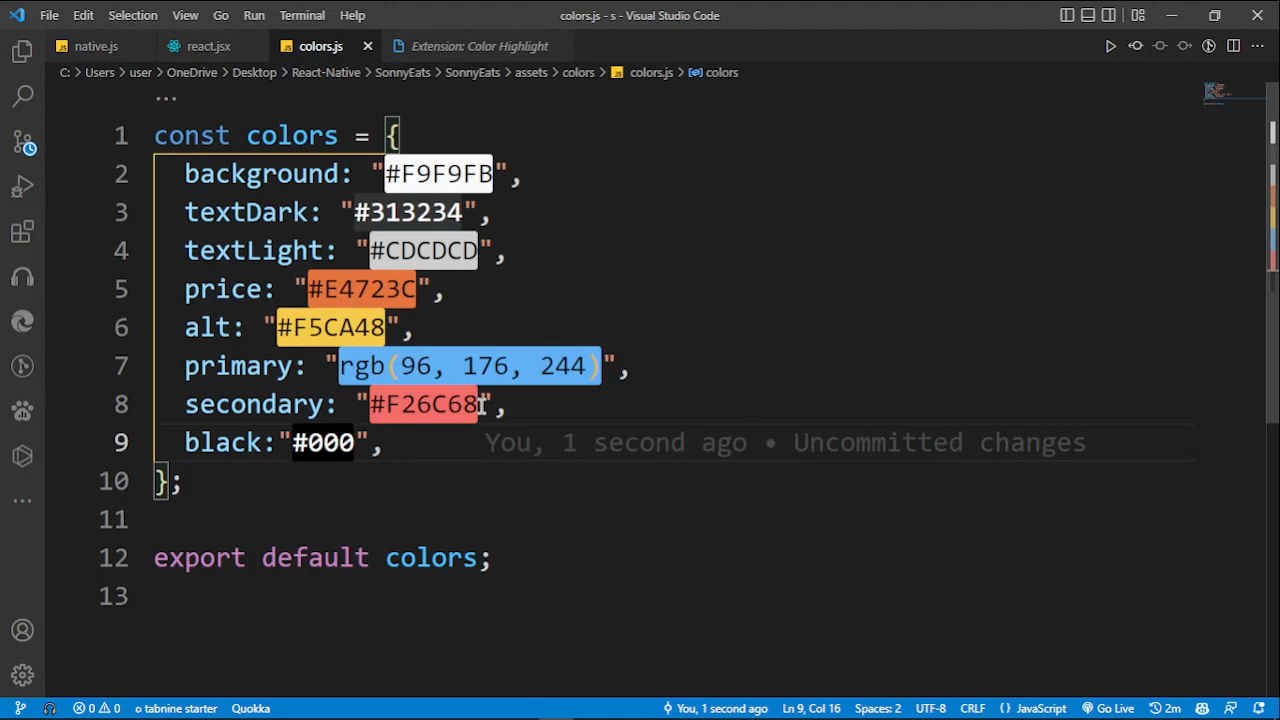 File Edit Selection View Go Run Terminal Help colors.js - s - Visual Studio Code
native.js react.jsx colors.js Extension: Color Highlight
C: > Users > user > OneDrive > Desktop > React-Native > SonnyEats > SonnyEats > assets > colors > colors.js > colors
...
1 const colors = {
2 background: "#F9F9FB",
3 textDark: "#313234",
4 textLight: "#CDCDCD",
5 price: "#E4723C",
6 alt: "#F5CA48",
7 primary: "rgb(96, 176, 244)",
8 secondary: "#F26C68",
9 black:"#000", You, 1 second ago • Uncommitted changes
10 };
11
12 export default colors;
13
0 0 tabnine starter Quokka You, 1 second ago Ln 9, Col 16 Spaces: 2 UTF-8 CRLF {} JavaScript Go Live 2m